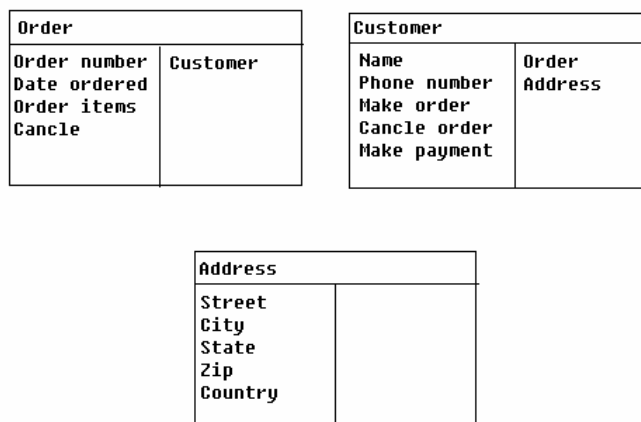 Order
Order number
Date ordered
Order items
Cancle
Customer
Customer
Name
Phone number
Make order
Cancle order
Make payment
Order
Address
Address
Street
City
State
Zip
Country